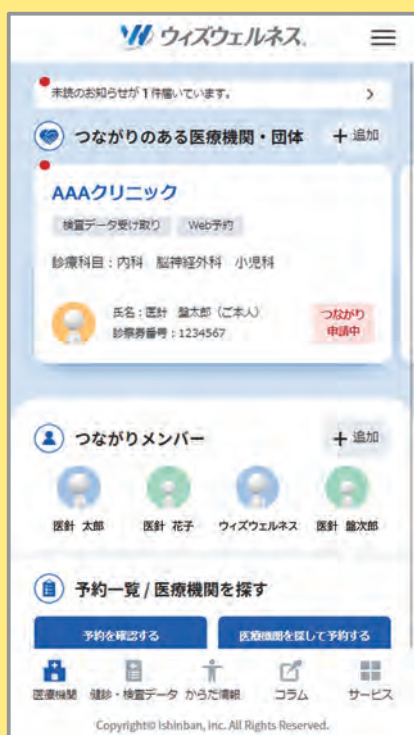 ウィズウェルネス.
未読のお知らせが1件届いています。
つながりのある医療機関・団体 + 追加
AAAクリニック
検査データ受け取り Web予約
診療科目:内科 脳神経外科 小児科
氏名:医針 盤太郎(ご本人)
診察券番号:1234567
つながり
申請中
つながりメンバー + 追加
医針 太郎 医針 花子 ウィズウェルネス 医針 盤次郎
予約一覧 / 医療機関を探す
予約を確認する 医療機関を探して予約する
医療機関 健診・検査データ からだ情報 コラム サービス
Copyright© Ishinban, Inc. All Rights Reserved.